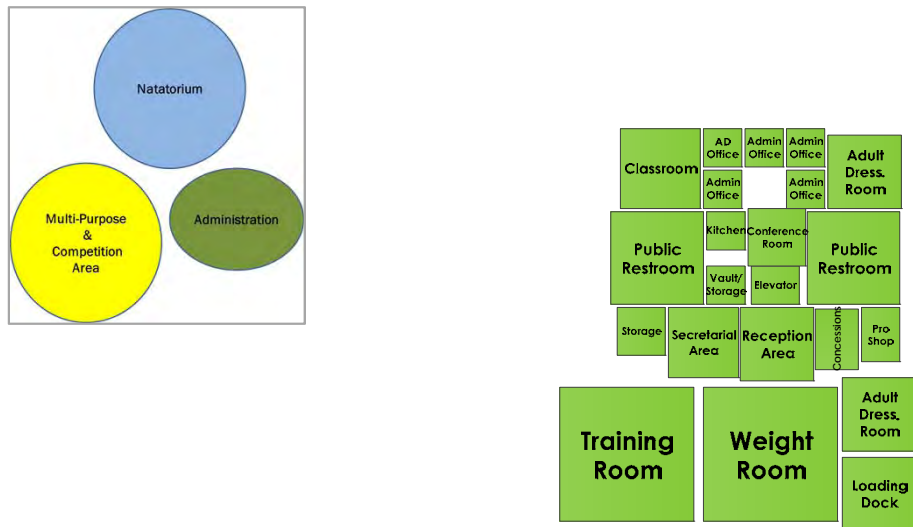 Natatorium
Multi-Purpose
&
Competition
Area
Administration
Classroom
AD
Office
Admin
Office
Admin
Office
Adult
Dress.
Room
Admin
Office
Admin
Office
Public
Restroom
Kitchen
Conference
Room
Public
Restroom
Vault/
Storage
Elevator
Storage
Secretarial
Area
Reception
Area
Concessions
Pro
Shop
Training
Room
Weight
Room
Adult
Dress.
Room
Loading
Dock